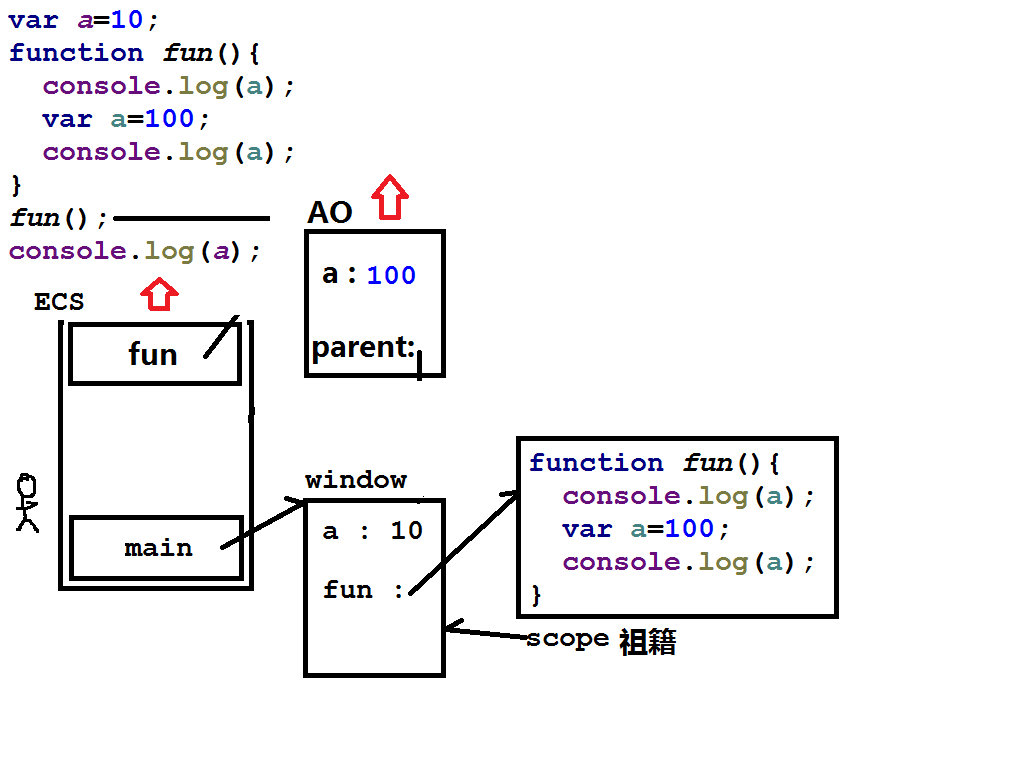 var a=10;
function fun(){
  console.log(a);
  var a=100;
  console.log(a);
}
fun();
console.log(a);
AO
a：100
parent:
ECS
fun
main
window
a : 10
fun :
function fun(){
  console.log(a);
  var a=100;
  console.log(a);
}
scope 祖籍